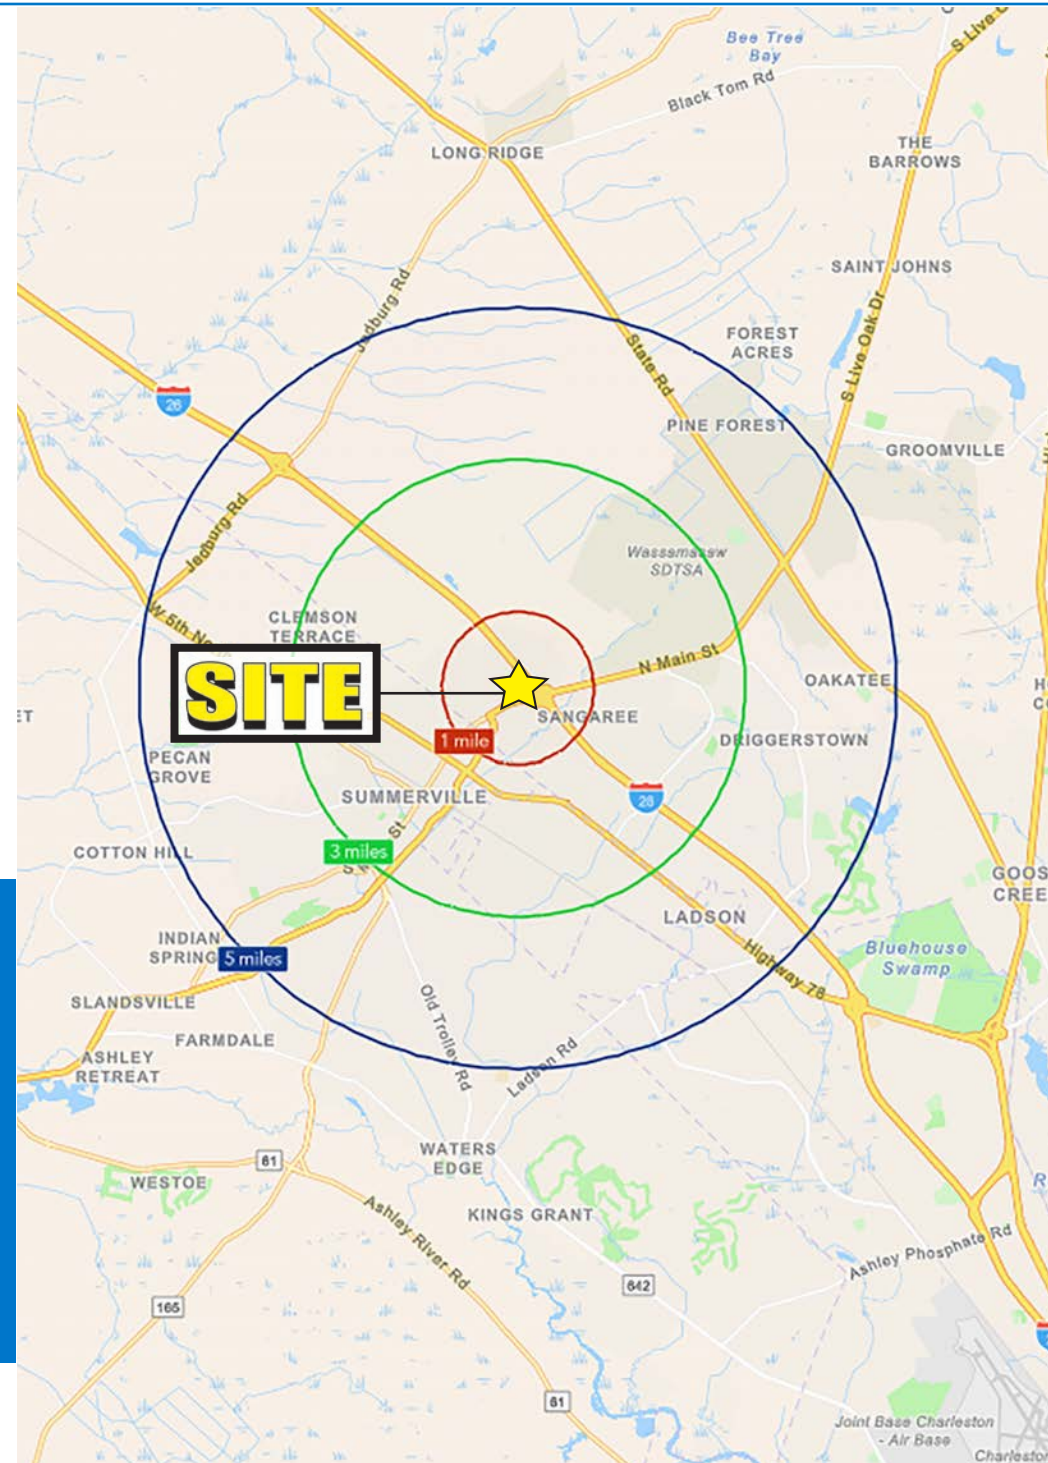 Bee Tree
Bay
S Live O
Black Tom Rd
LONG RIDGE
THE
BARROWS
SAINT JOHNS
Jedburg Rd
FOREST
ACRES
State Rd
S Live Oak Dr
26
PINE FOREST
GROOMVILLE
Jedburg Rd
Wassamasaw
SDTSA
W 5th No
CLEMSON
TERRACE
N Main St
SITE
OAKATEE
SANGAREE
1 mile
DRIGGERSTOWN
PECAN
GROVE
SUMMERVILLE
26
St
3 miles
COTTON HILL
GOOS
CREE
LADSON
INDIAN
SPRING
5 miles
Bluehouse
Swamp
Highway 78
SLANDSVILLE
Old Trolley Rd
FARMDALE
ASHLEY
RETREAT
Ladson Rd
WATERS
EDGE
61
WESTOE
KINGS GRANT
Ashley River Rd
Ashley Phosphate Rd
642
165
61
Joint Base Charleston
- Air Base
Charleston